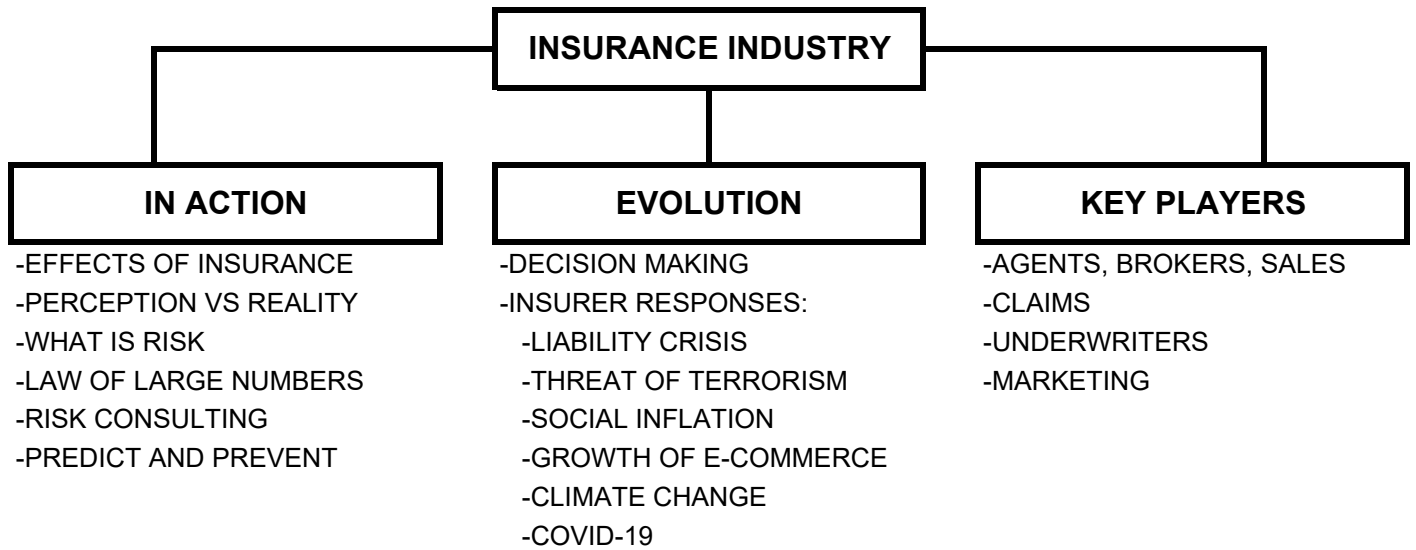 INSURANCE INDUSTRY
IN ACTION
-EFFECTS OF INSURANCE
-PERCEPTION VS REALITY
-WHAT IS RISK
-LAW OF LARGE NUMBERS
-RISK CONSULTING
-PREDICT AND PREVENT
EVOLUTION
-DECISION MAKING
-INSURER RESPONSES:
-LIABILITY CRISIS
-THREAT OF TERRORISM
-SOCIAL INFLATION
-GROWTH OF E-COMMERCE
-CLIMATE CHANGE
-COVID-19
KEY PLAYERS
-AGENTS, BROKERS, SALES
-CLAIMS
-UNDERWRITERS
-MARKETING